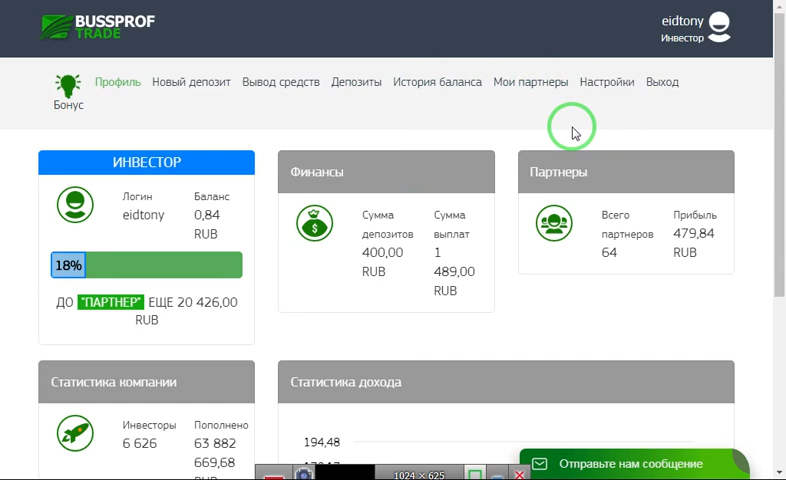 BUSSPROF
TRADE
eidtony
Инвестор
Бонус
Профиль Новый депозит Вывод средств Депозиты История баланса Мои партнеры Настройки Выход
ИНВЕСТОР
Логин
eidtony
Баланс
0,84
RUB
18%
ДО "ПАРТНЕР" ЕЩЕ 20 426,00
RUB
Финансы
Сумма
депозитов
400,00
RUB
Сумма
выплат
1
489,00
RUB
Партнеры
Всего
партнеров
64
Прибыль
479,84
RUB
Статистика компании
Инвесторы
6 626
Пополнено
63 882
669,68
Статистика дохода
194,48
Отправьте нам сообщение
1024 × 625